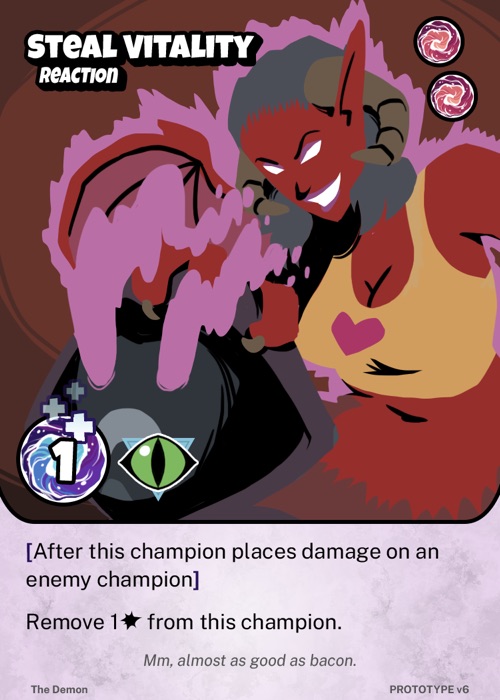 STEAL VITALITY
REACTION
1
[After this champion places damage on an
enemy champion]
Remove 1 from this champion.
Mm, almost as good as bacon.
The Demon
PROTOTYPE v6